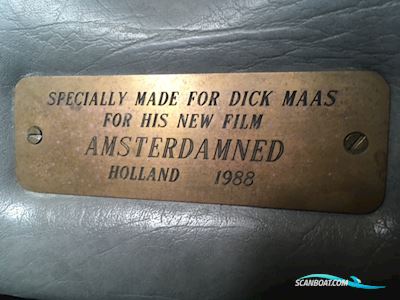 SPECIALLY MADE FOR DICK MAAS
FOR HIS NEW FILM
AMSTERDAMNED
HOLLAND 1988
SCANBOAT.COM